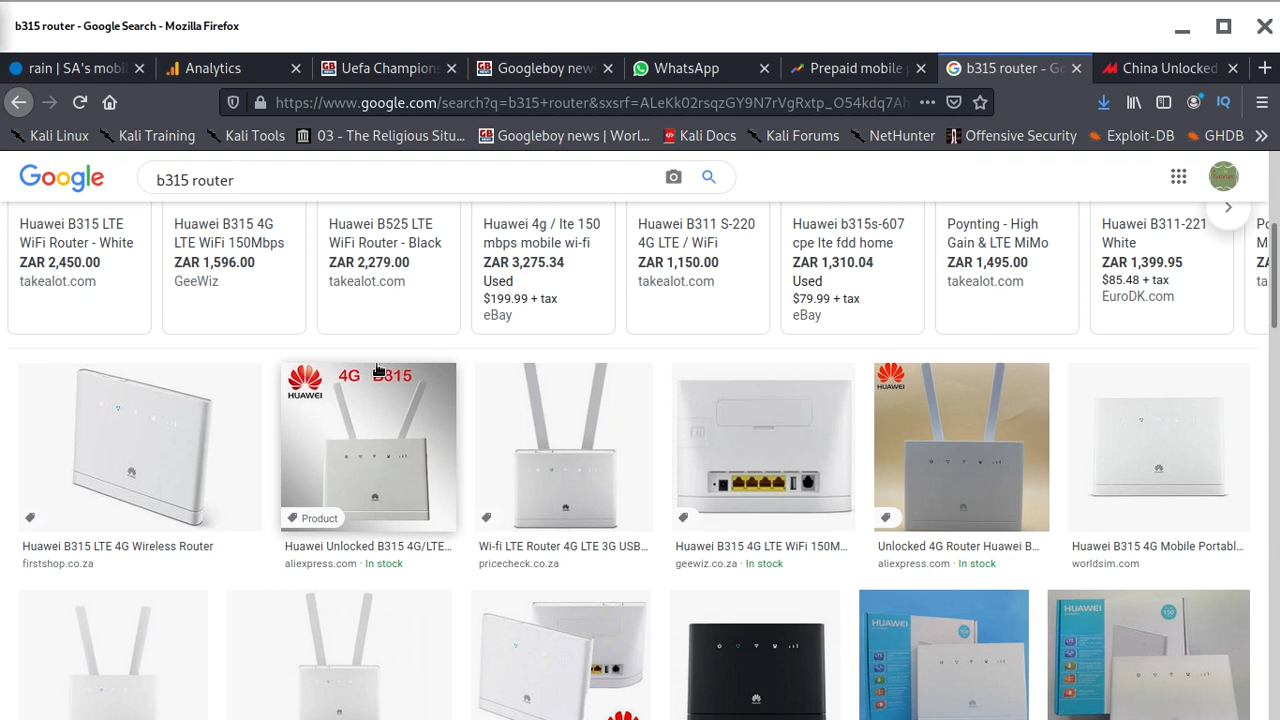 b315 router - Google Search - Mozilla Firefox
rain | SA's mobi
Analytics
Uefa Champion
Googleboy new
WhatsApp
Prepaid mobile p
b315 router - Go
China Unlocked
https://www.google.com/search?q=b315+router&sxsrf=ALeKk02rsqzGY9N7rVgRxtp_O54kdq7Ah
IQ
Kali Linux
Kali Training
Kali Tools
03 - The Religious Situ...
Googleboy news | Worl...
Kali Docs
Kali Forums
NetHunter
Offensive Security
Exploit-DB
GHDB
Google
b315 router
Huawei B315 LTE
WiFi Router - White
ZAR 2,450.00
takealot.com
Huawei B315 4G
LTE WiFi 150Mbps
ZAR 1,596.00
GeeWiz
Huawei B525 LTE
WiFi Router - Black
ZAR 2,279.00
takealot.com
Huawei 4g / lte 150
mbps mobile wi-fi
ZAR 3,275.34
Used
$199.99 + tax
eBay
Huawei B311 S-220
4G LTE / WiFi
ZAR 1,150.00
takealot.com
Huawei b315s-607
cpe lte fdd home
ZAR 1,310.04
Used
$79.99 + tax
eBay
Poynting - High
Gain & LTE MiMo
ZAR 1,495.00
takealot.com
Huawei B311-221
White
ZAR 1,399.95
$85.48 + tax
EuroDK.com
HUAWEI
4G B315
Product
HUAWEI
Huawei B315 LTE 4G Wireless Router
firstshop.co.za
Huawei Unlocked B315 4G/LTE...
aliexpress.com · In stock
Wi-fi LTE Router 4G LTE 3G USB...
pricecheck.co.za
Huawei B315 4G LTE WiFi 150M...
geewiz.co.za · In stock
Unlocked 4G Router Huawei B...
aliexpress.com · In stock
Huawei B315 4G Mobile Portabl...
worldsim.com
HUAWEI
HUAWEI